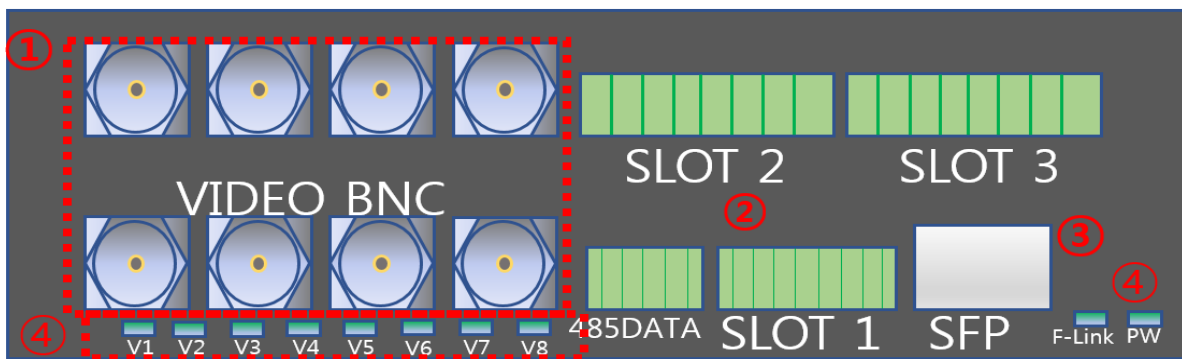 ①
SLOT 2 SLOT 3
VIDEO BNC
②
③
④
485DATA SLOT 1 SFP
④ V1 V2 V3 V4 V5 V6 V7 V8
F-Link PW